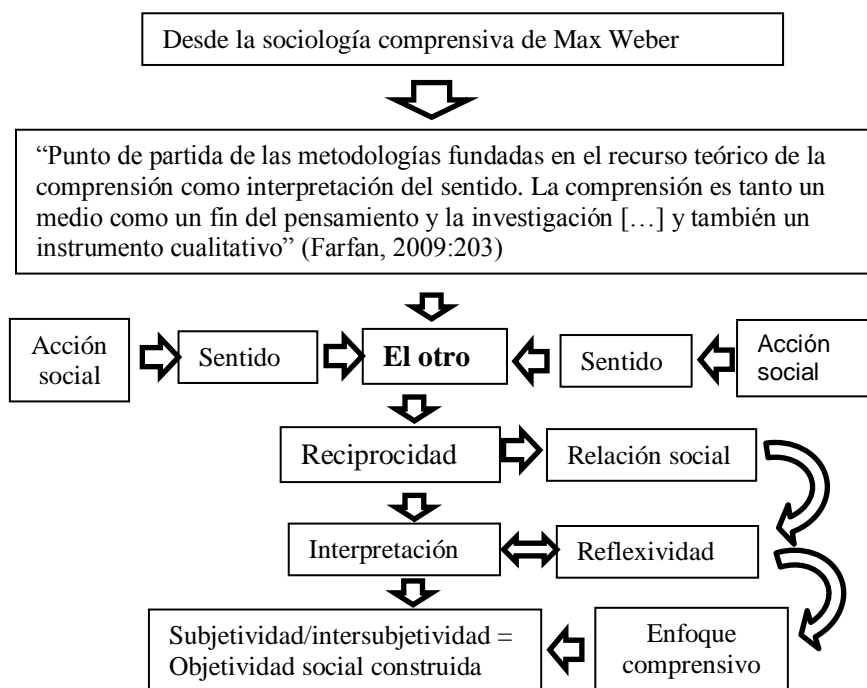 Desde la sociología comprensiva de Max Weber
“Punto de partida de las metodologías fundadas en el recurso teórico de la
comprensión como interpretación del sentido. La comprensión es tanto un
medio como un fin del pensamiento y la investigación […] y también un
instrumento cualitativo” (Farfan, 2009:203)
Acción
social
Sentido
El otro
Sentido
Acción
social
Reciprocidad
Relación social
Interpretación
Reflexividad
Subjetividad/intersubjetividad =
Objetividad social construida
Enfoque
comprensivo